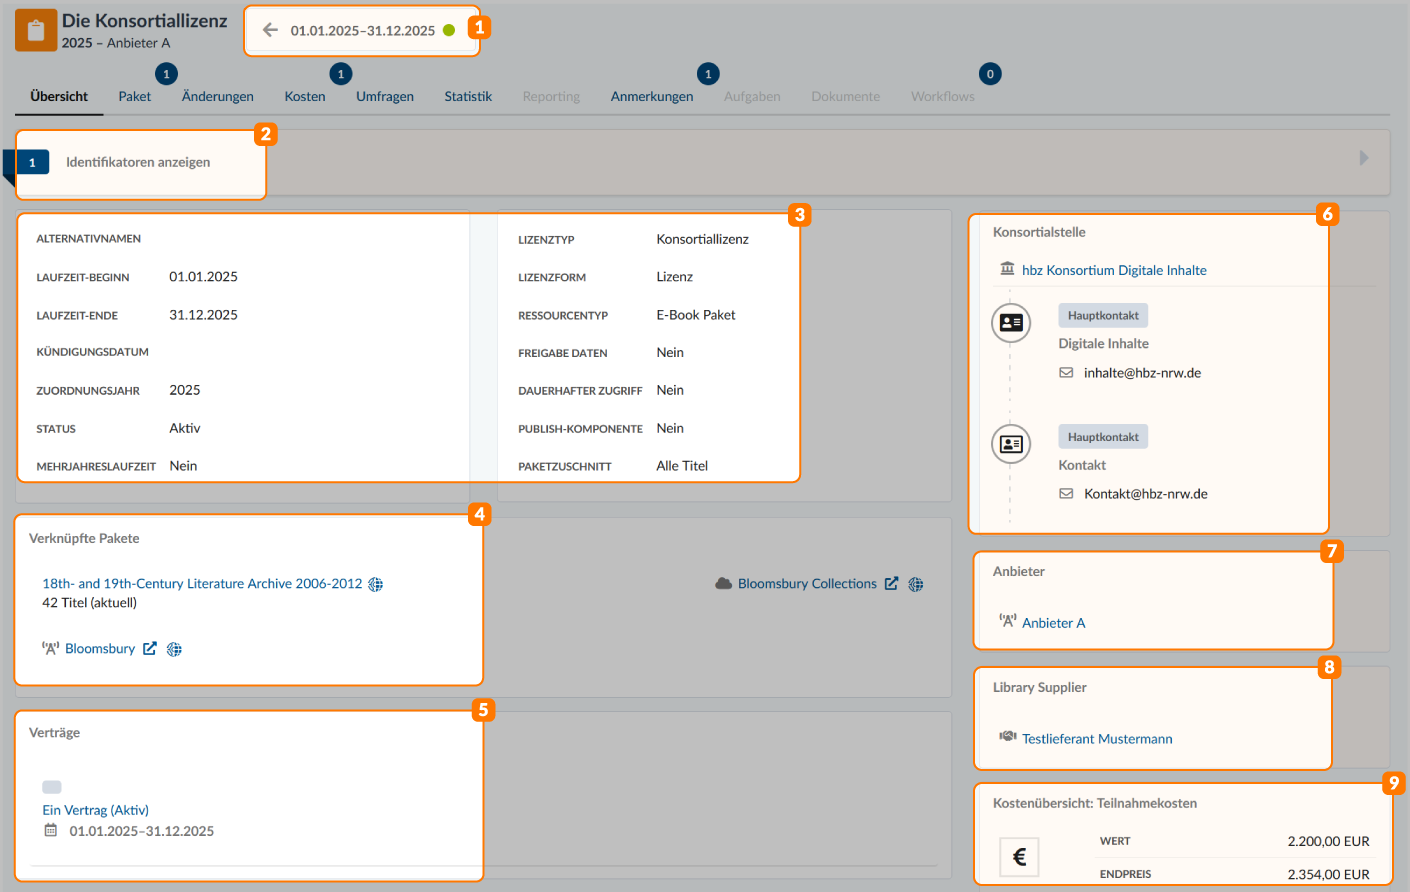 Die Konsortiallizenz
2025 – Anbieter A
01.01.2025–31.12.2025
1
1
1
1
0
Übersicht
Paket
Änderungen
Kosten
Umfragen
Statistik
Reporting
Anmerkungen
Aufgaben
Dokumente
Workflows
2
1
Identifikatoren anzeigen
3
ALTERNATIVNAMEN
LAUFZEIT-BEGINN 01.01.2025
LAUFZEIT-ENDE 31.12.2025
KÜNDIGUNGSDATUM
ZUORDNUNGSJAHR 2025
STATUS Aktiv
MEHRJAHRESLAUFZEIT Nein
LIZENZTYP Konsortiallizenz
LIZENZFORM Lizenz
RESSOURCENTYP E-Book Paket
FREIGABE DATEN Nein
DAUERHAFTER ZUGRIFF Nein
PUBLISH-KOMPONENTE Nein
PAKETZUSCHNITT Alle Titel
4
Verknüpfte Pakete
18th- and 19th-Century Literature Archive 2006-2012
42 Titel (aktuell)
Bloomsbury
Bloomsbury Collections
5
Verträge
Ein Vertrag (Aktiv)
01.01.2025–31.12.2025
6
Konsortialstelle
hbz Konsortium Digitale Inhalte
Hauptkontakt
Digitale Inhalte
inhalte@hbz-nrw.de
Hauptkontakt
Kontakt
Kontakt@hbz-nrw.de
7
Anbieter
Anbieter A
8
Library Supplier
Testlieferant Mustermann
9
Kostenübersicht: Teilnahmekosten
€
WERT 2.200,00 EUR
ENDPREIS 2.354,00 EUR